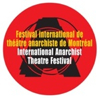 Festival international de
théâtre anarchiste de Montréal
International Anarchist
Theatre Festival